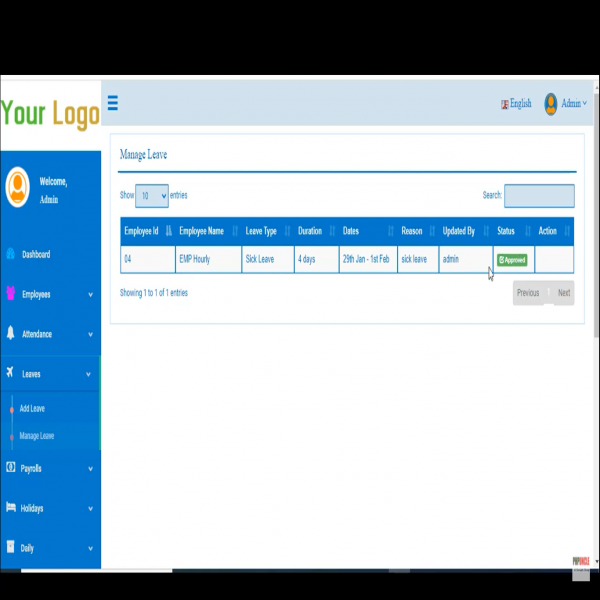 Your Logo
English
Admin
Welcome,
Admin
Dashboard
Employees
Attendance
Leaves
Add Leave
Manage Leave
Payrolls
Holidays
Daily
Manage Leave
Show 10 entries
Search:
Employee Id Employee Name Leave Type Duration Dates Reason Updated By Status Action
04 EMP Hourly Sick Leave 4 days 29th Jan - 1st Feb sick leave admin Approved
Showing 1 to 1 of 1 entries
Previous 1 Next